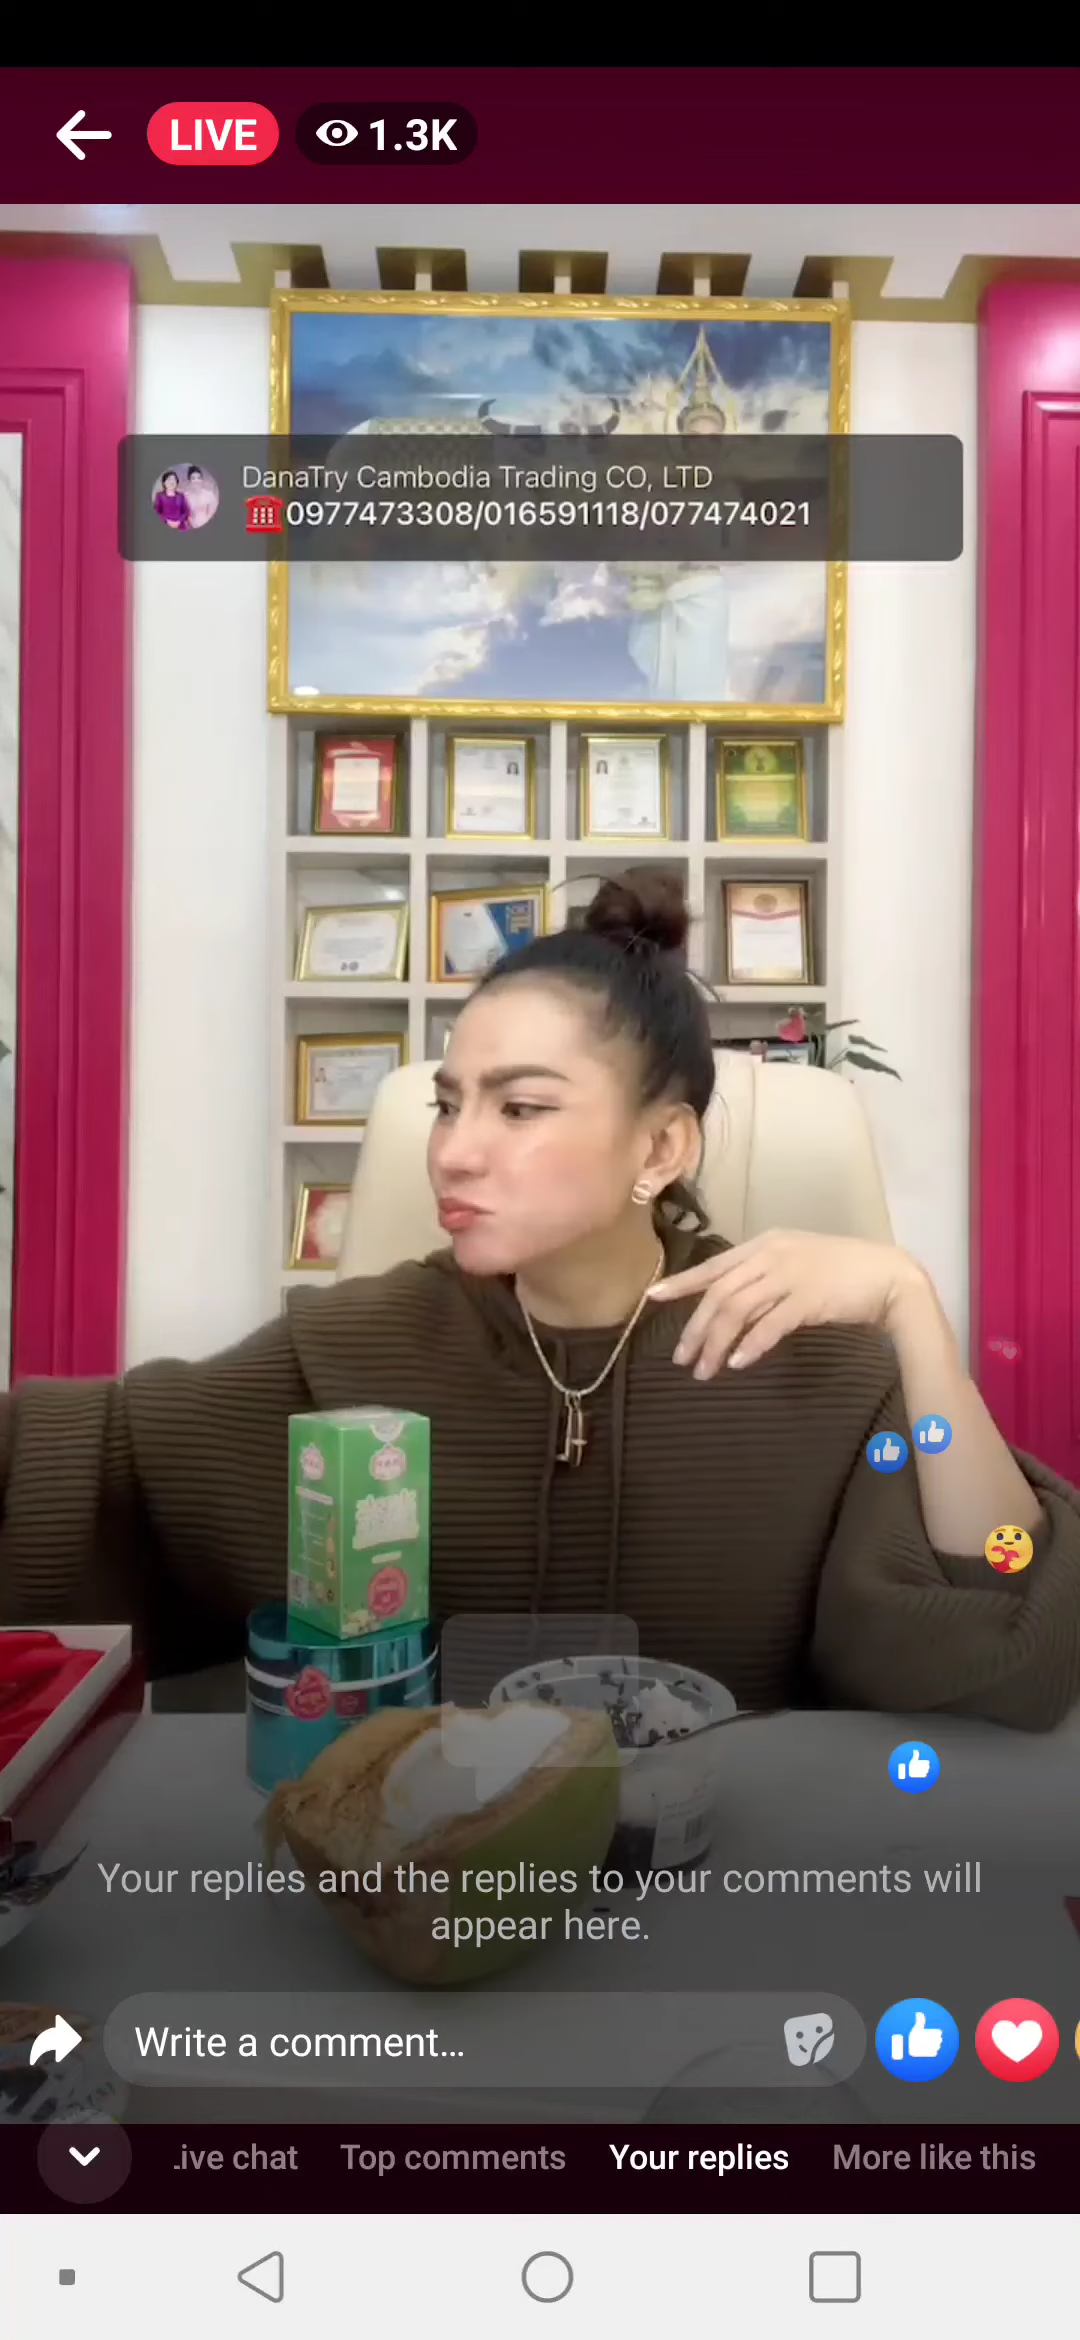 LIVE
1.3K
DanaTry Cambodia Trading CO, LTD
☎️0977473308/016591118/077474021
Your replies and the replies to your comments will
appear here.
Write a comment...
ive chat
Top comments
Your replies
More like this